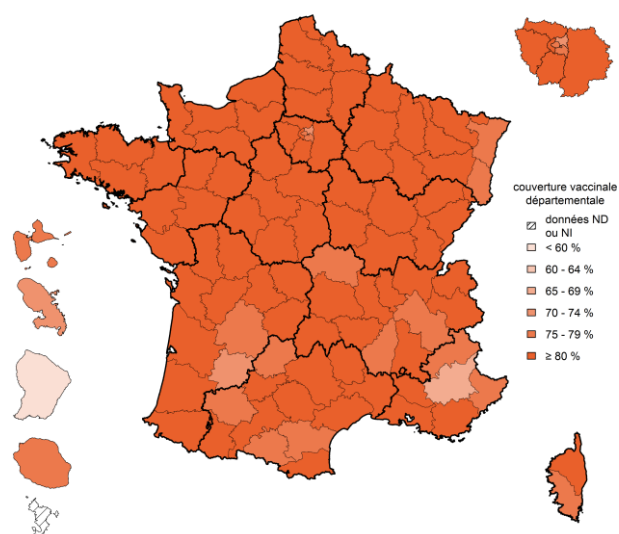 couverture vaccinale
départementale
données ND
ou NI
< 60 %
60 - 64 %
65 - 69 %
70 - 74 %
75 - 79 %
≥ 80 %